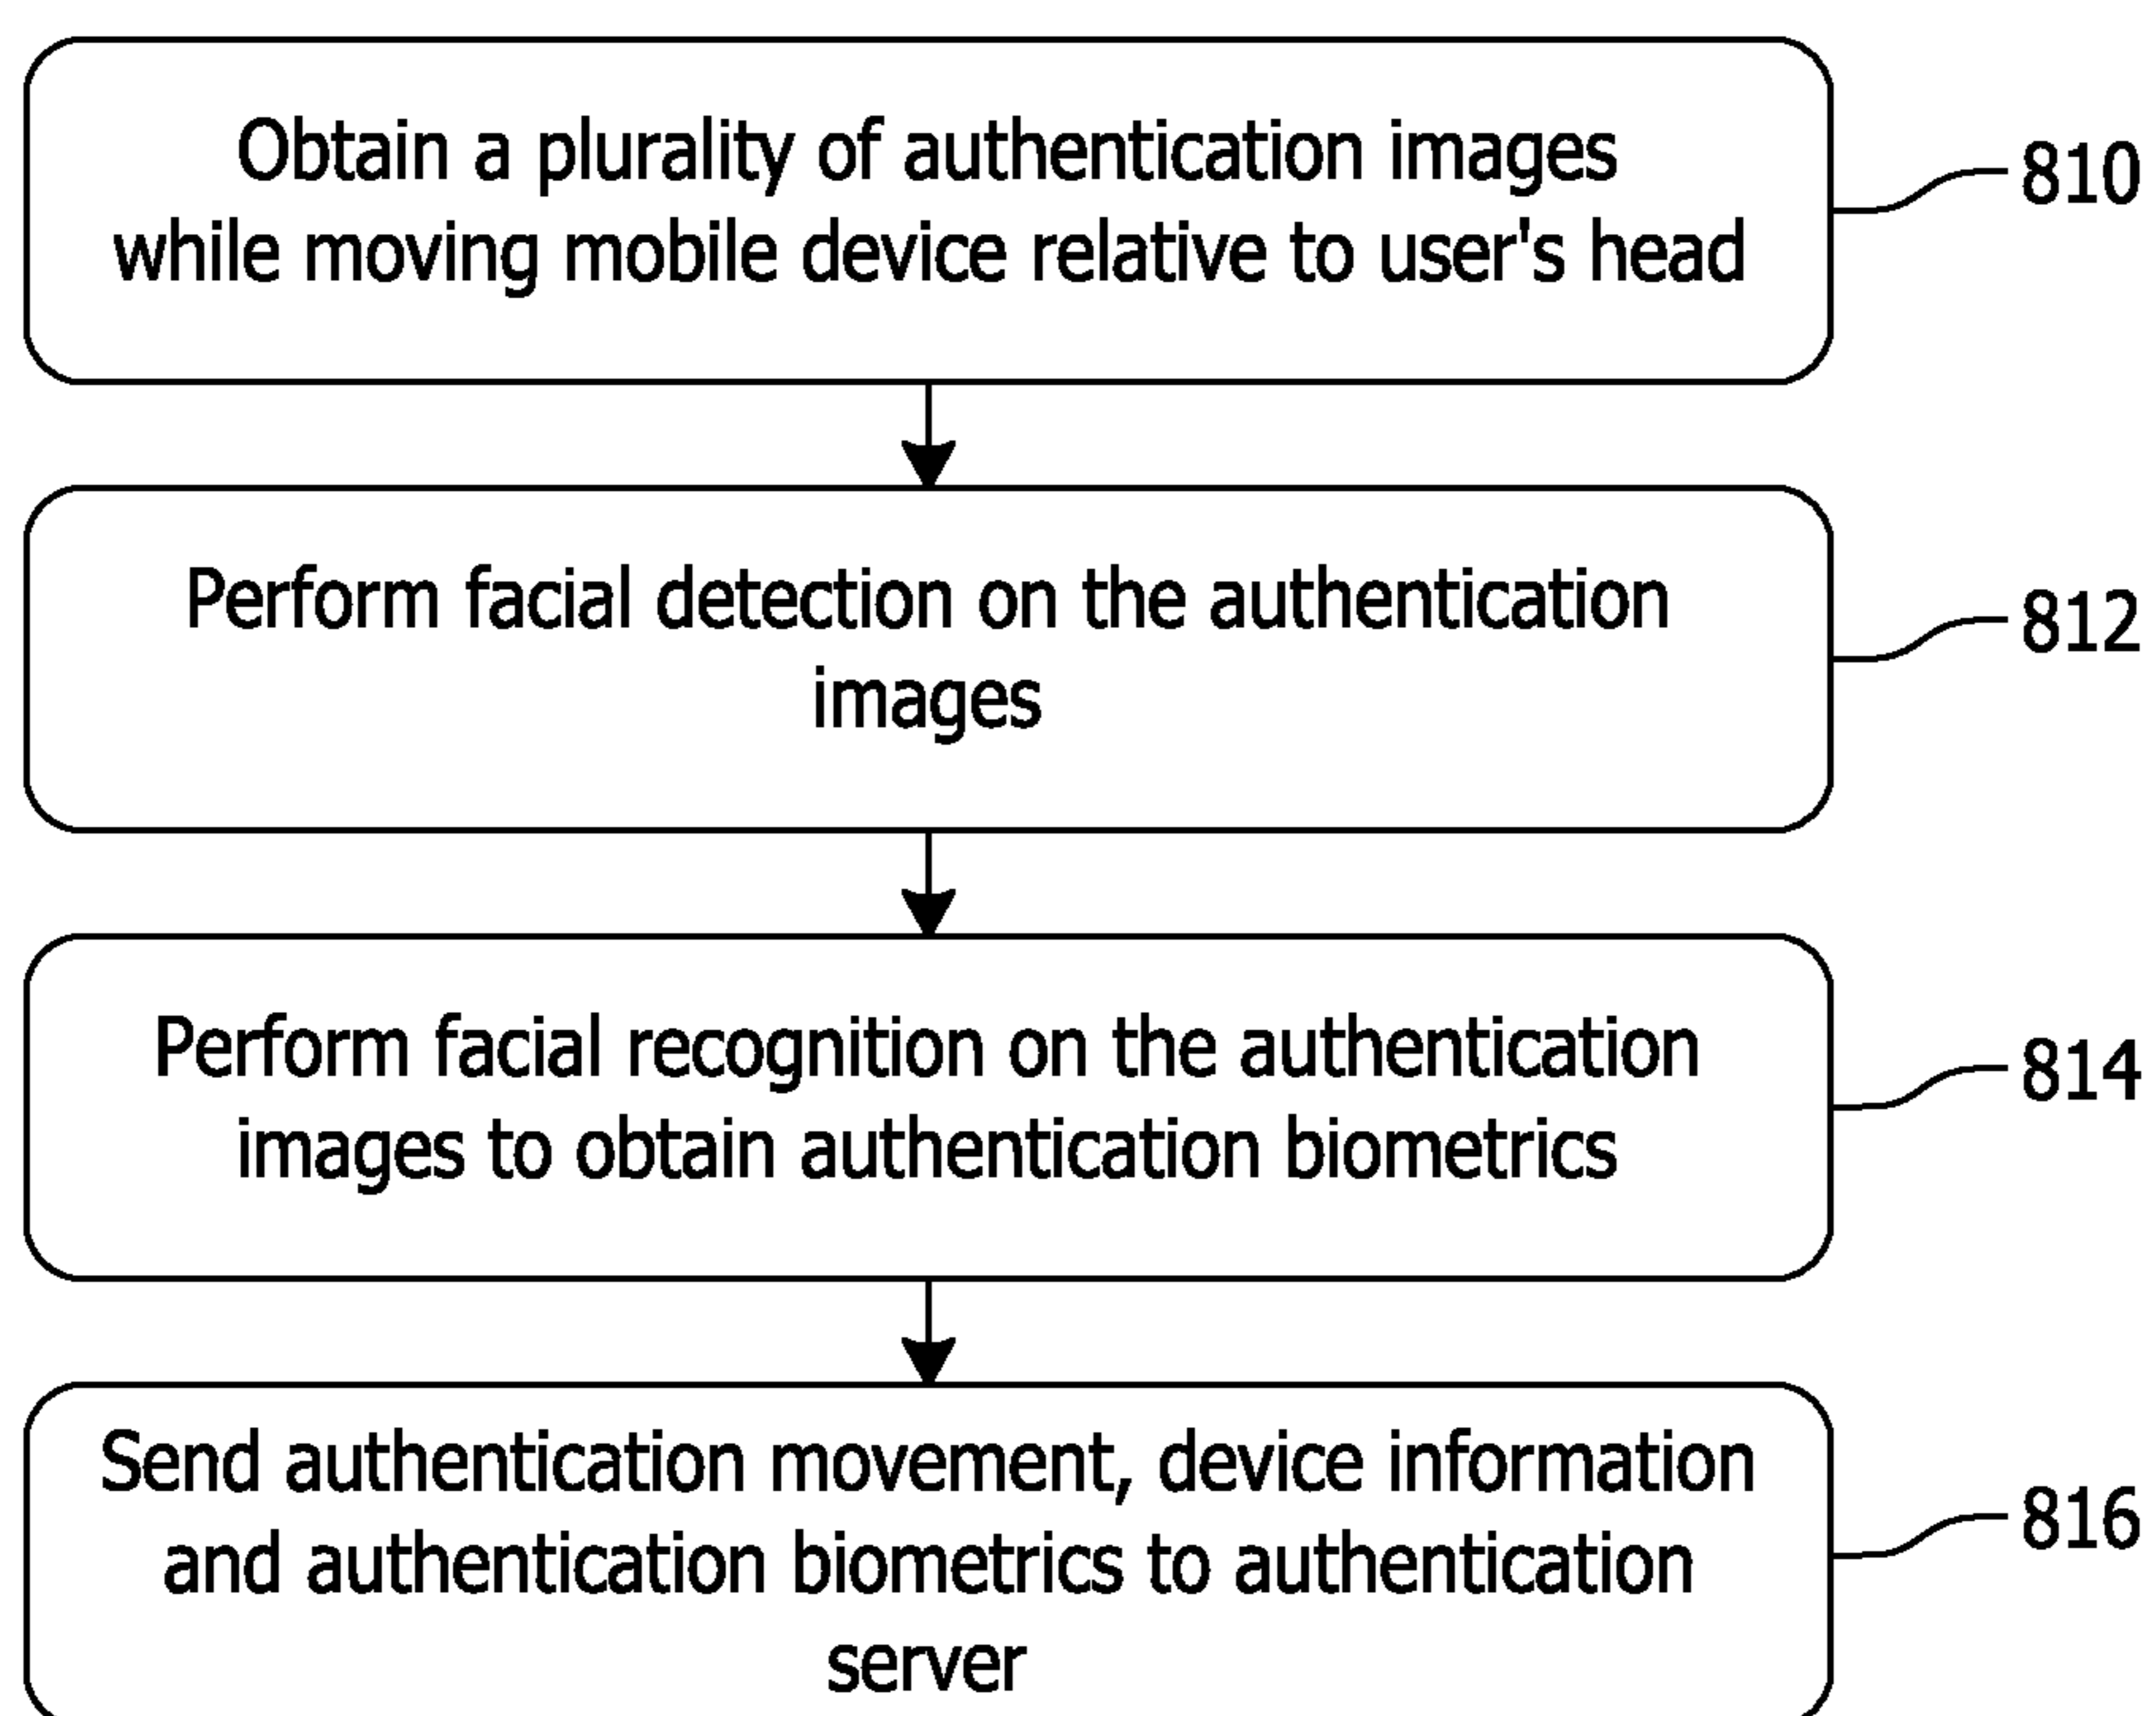 Obtain a plurality of authentication images
while moving mobile device relative to user's head
810
Perform facial detection on the authentication
images
812
Perform facial recognition on the authentication
images to obtain authentication biometrics
814
Send authentication movement, device information
and authentication biometrics to authentication
server
816